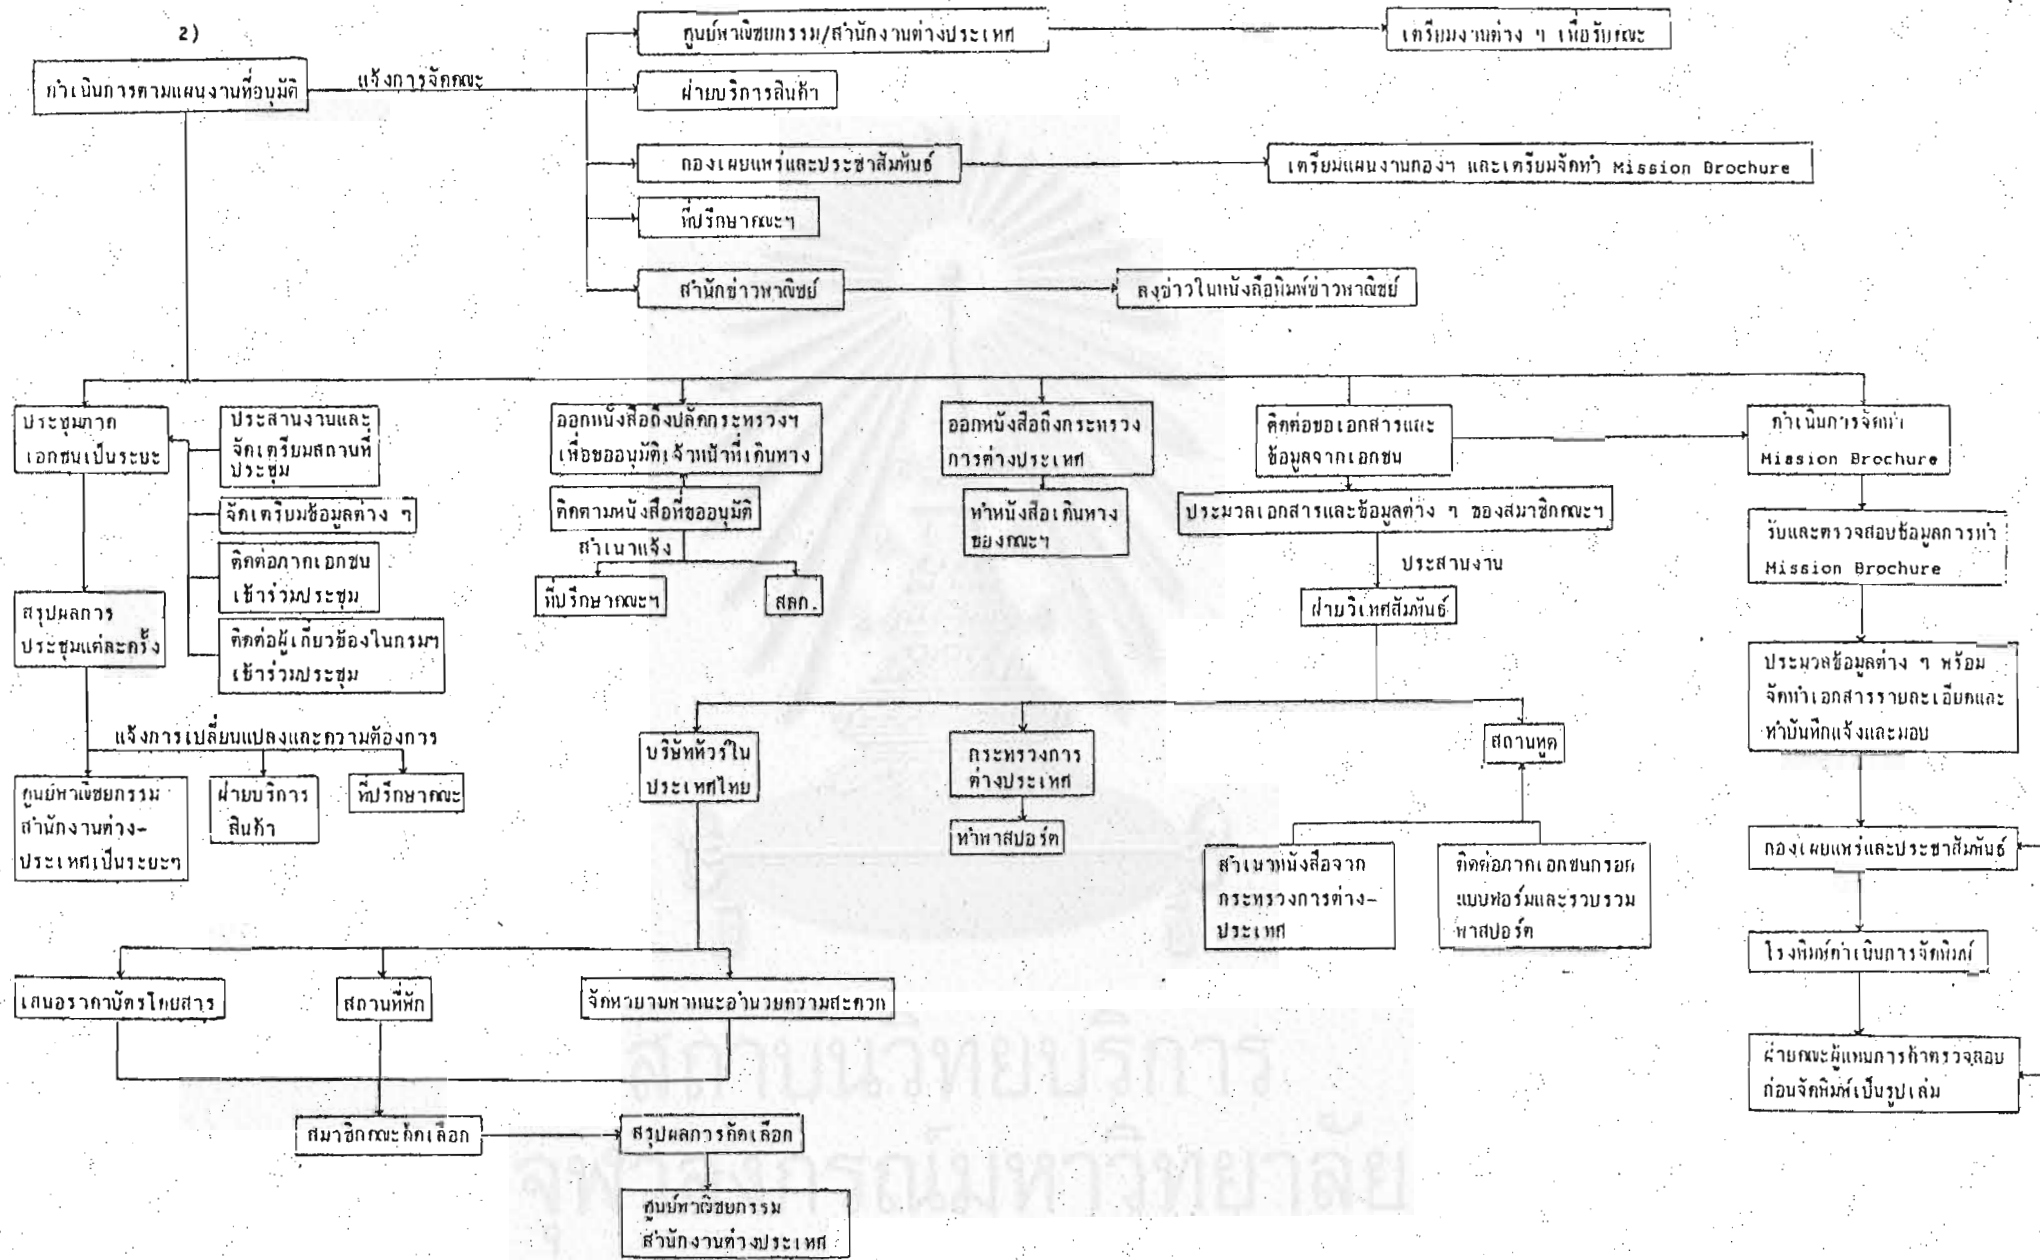 2)
ศูนย์พาณิชยกรรม/สำนักงานต่างประเทศ
เตรียมงานต่าง ๆ เพื่อรับคณะ
ดำเนินการตามแผนงานที่อนุมัติ
แจ้งการจัดคณะ
ฝ่ายบริการสินค้า
กองเผยแพร่และประชาสัมพันธ์
เตรียมแผนงานกองฯ และเตรียมจัดทำ Mission Brochure
ที่ปรึกษาคณะฯ
สำนักข่าวพาณิชย์
ลงข่าวในหนังสือพิมพ์ข่าวพาณิชย์
ประชุมภาค
เอกชนเป็นระยะ
ประสานงานและ
จัดเตรียมสถานที่
ประชุม
จัดเตรียมข้อมูลต่าง ๆ
ติดต่อภาคเอกชน
เข้าร่วมประชุม
ติดต่อผู้เกี่ยวข้องในกรมฯ
เข้าร่วมประชุม
สรุปผลการ
ประชุมแต่ละครั้ง
แจ้งการเปลี่ยนแปลงและความต้องการ
ศูนย์พาณิชยกรรม
สำนักงานต่าง-
ประเทศเป็นระยะๆ
ฝ่ายบริการ
สินค้า
ที่ปรึกษาคณะ
ออกหนังสือถึงปลัดกระทรวงฯ
เพื่อขออนุมัติเจ้าหน้าที่เดินทาง
ติดตามหนังสือที่ขออนุมัติ
สำเนาแจ้ง
ที่ปรึกษาคณะฯ
สลก.
ออกหนังสือถึงกระทรวง
การต่างประเทศ
ทำหนังสือเดินทาง
ของคณะฯ
ติดต่อขอเอกสารและ
ข้อมูลจากเอกชน
ประมวลเอกสารและข้อมูลต่าง ๆ ของสมาชิกคณะฯ
ประสานงาน
ฝ่ายวิเทศสัมพันธ์
บริษัททัวร์ใน
ประเทศไทย
กระทรวงการ
ต่างประเทศ
ทำพาสปอร์ต
สถานทูต
สำเนาหนังสือจาก
กระทรวงการต่าง-
ประเทศ
ติดต่อภาคเอกชนกรอก
แบบฟอร์มและรวบรวม
พาสปอร์ต
ดำเนินการจัดทำ
Mission Brochure
รับและตรวจสอบข้อมูลการทำ
Mission Brochure
ประมวลข้อมูลต่าง ๆ พร้อม
จัดทำเอกสารรายละเอียดและ
ทำบันทึกแจ้งและมอบ
กองเผยแพร่และประชาสัมพันธ์
โรงพิมพ์ดำเนินการจัดพิมพ์
ฝ่ายคณะผู้แทนการค้าตรวจสอบ
ก่อนจัดพิมพ์เป็นรูปเล่ม
เสนอราคาบัตรโดยสาร
สถานที่พัก
จัดหายานพาหนะอำนวยความสะดวก
สมาชิกคณะคัดเลือก
สรุปผลการคัดเลือก
ศูนย์พาณิชยกรรม
สำนักงานต่างประเทศ
สถาบันวิทยบริการ
จุฬาลงกรณ์มหาวิทยาลัย